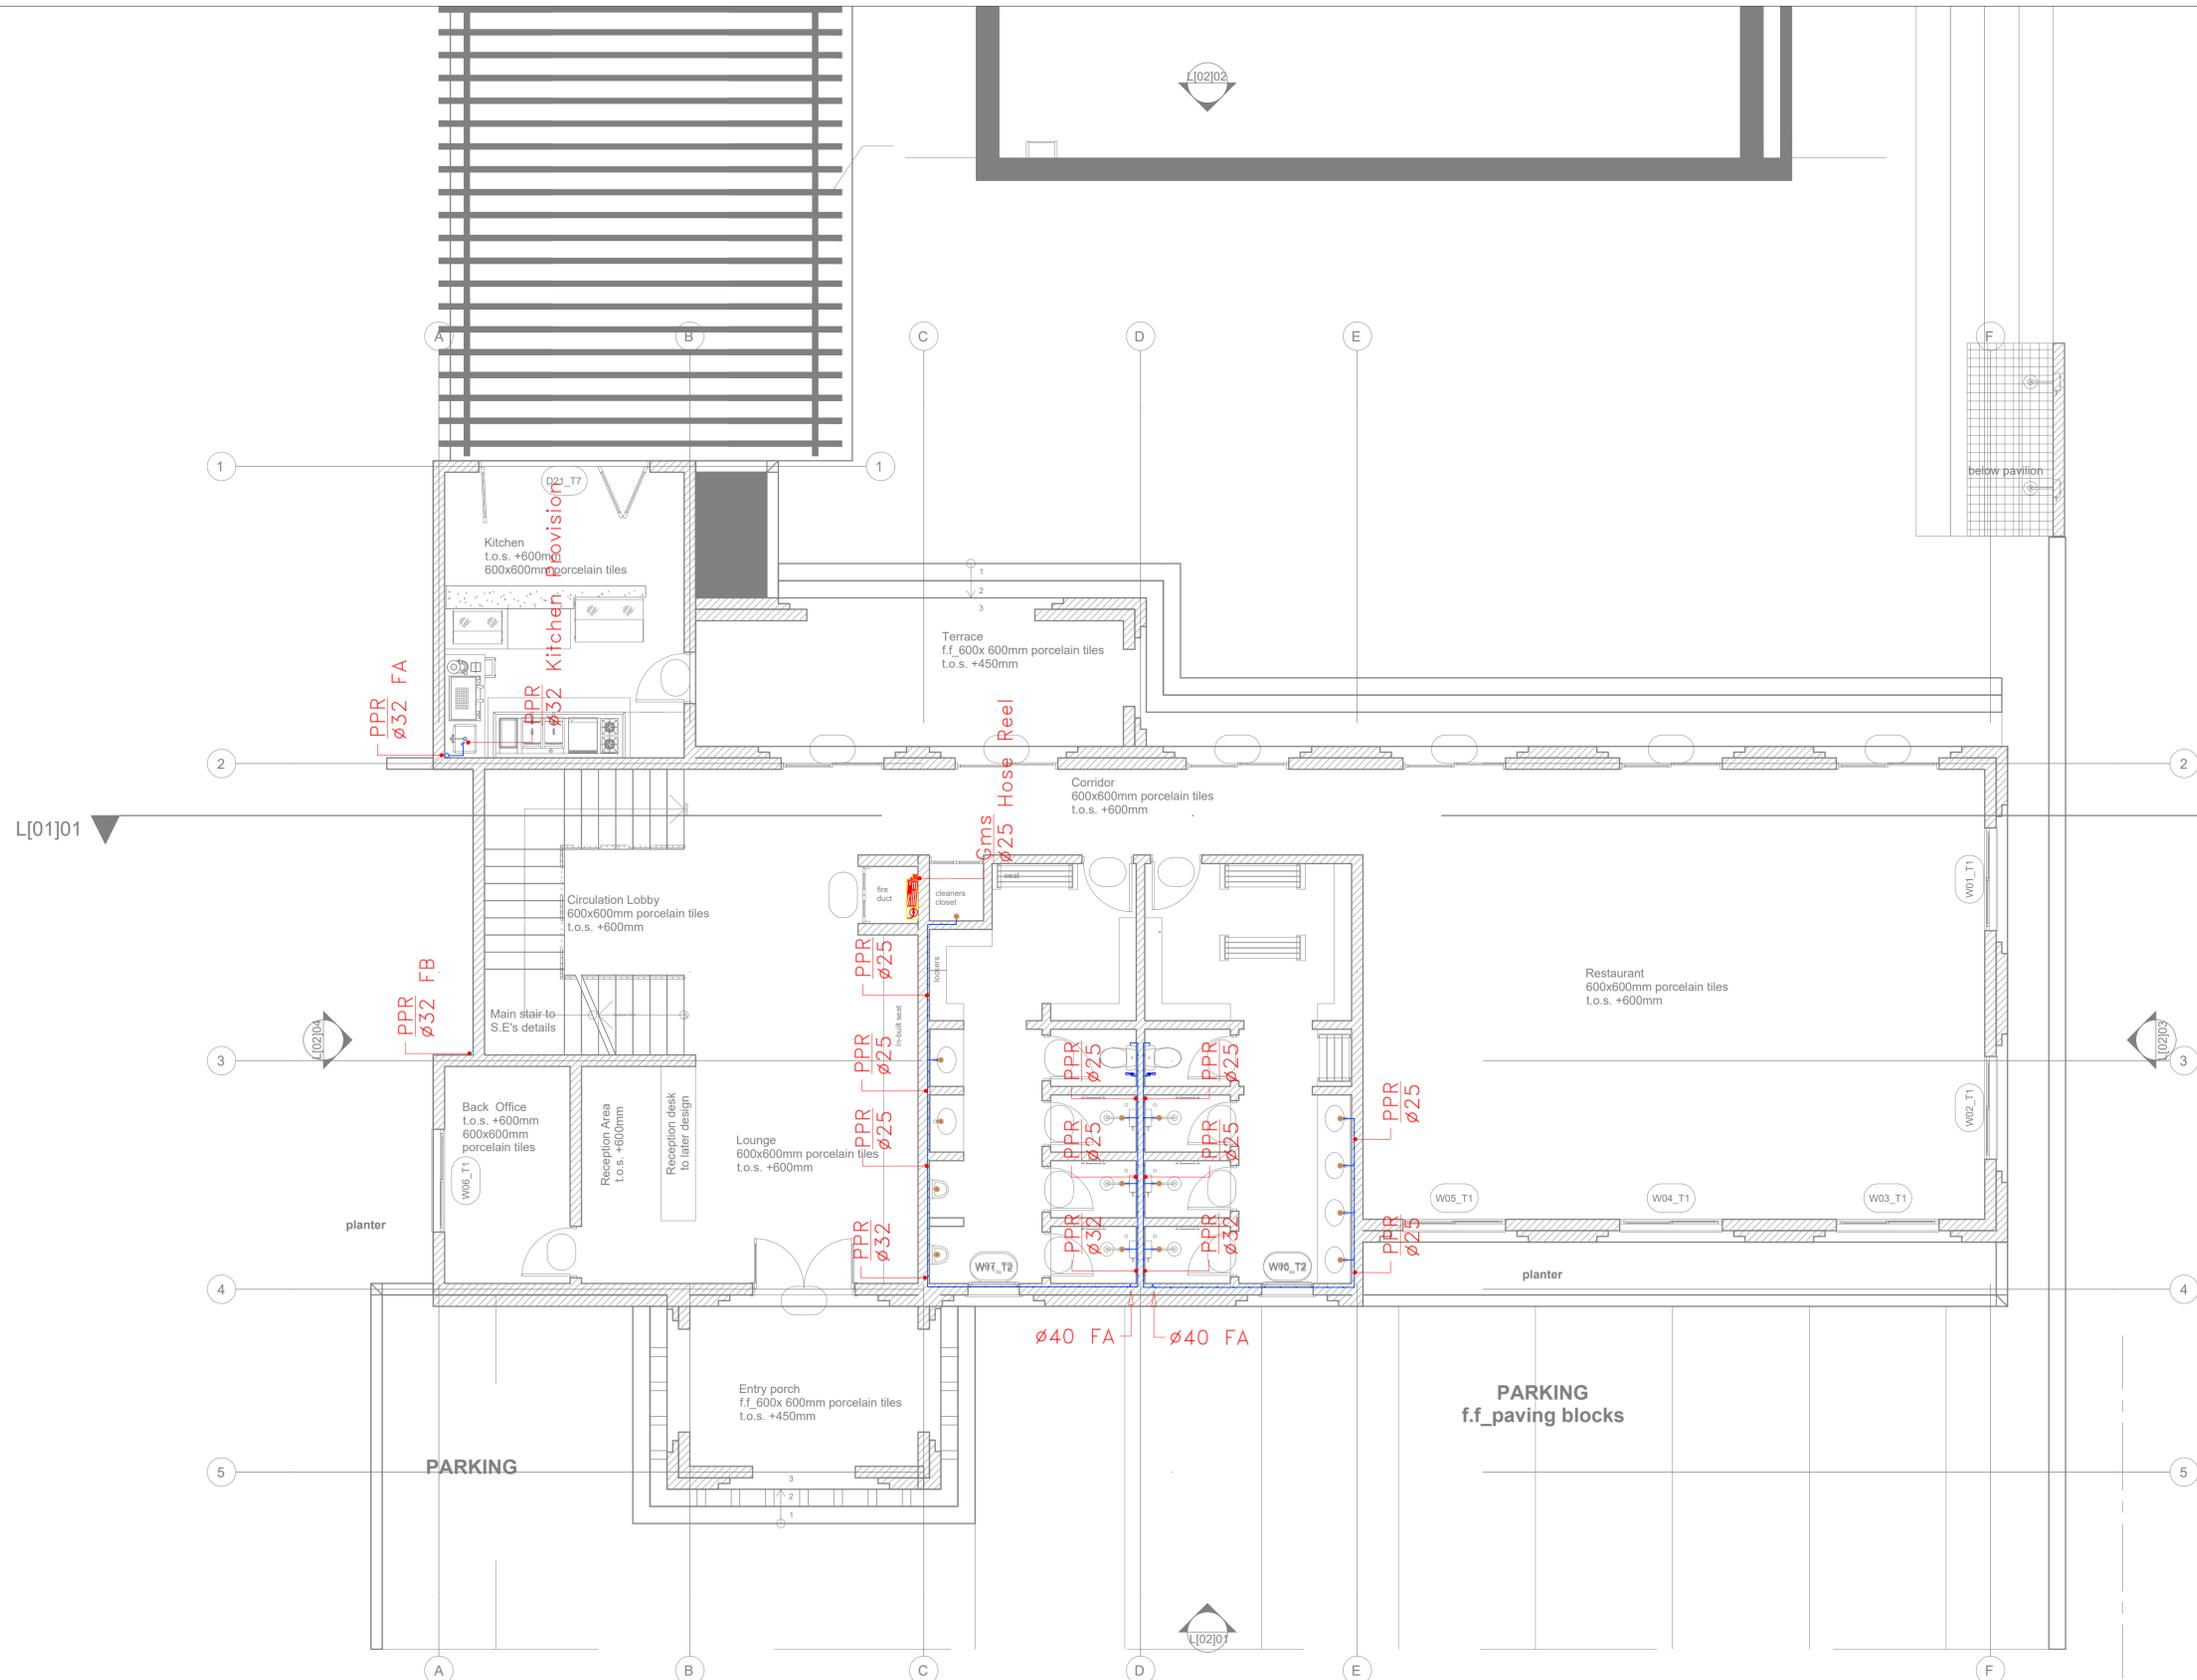 L[02]02
A
B
C
D
E
F
1
1
D21_T7
below pavilion
Kitchen
t.o.s. +600mm
600x600mm porcelain tiles
1
2
3
Terrace
f.f_600x 600mm porcelain tiles
t.o.s. +450mm
PPR
ø32 FA
PPR
ø32 Kitchen Provision
2
2
Corridor
600x600mm porcelain tiles
t.o.s. +600mm
Gms
ø25 Hose Reel
L[01]01
fire
duct
cleaners
closet
seat
W01_T1
Circulation Lobby
600x600mm porcelain tiles
t.o.s. +600mm
PPR
ø25
lockers
Restaurant
600x600mm porcelain tiles
t.o.s. +600mm
PPR
ø32 FB
Main stair to
S.E's details
In-built seat
L[02]04
L[02]03
3
3
PPR
ø25
PPR
ø25
PPR
ø25
PPR
ø25
W02_T1
Back Office
t.o.s. +600mm
600x600mm
porcelain tiles
Reception Area
t.o.s. +600mm
Reception desk
to later design
Lounge
600x600mm porcelain tiles
t.o.s. +600mm
PPR
ø25
PPR
ø25
PPR
ø25
W06_T1
W05_T1
W04_T1
W03_T1
planter
PPR
ø32
PPR
ø32
PPR
ø32
PPR
ø25
planter
4
4
ø40 FA
ø40 FA
Entry porch
f.f_600x 600mm porcelain tiles
t.o.s. +450mm
PARKING
f.f_paving blocks
PARKING
5
5
3
2
1
L[02]01
A
B
C
D
E
F